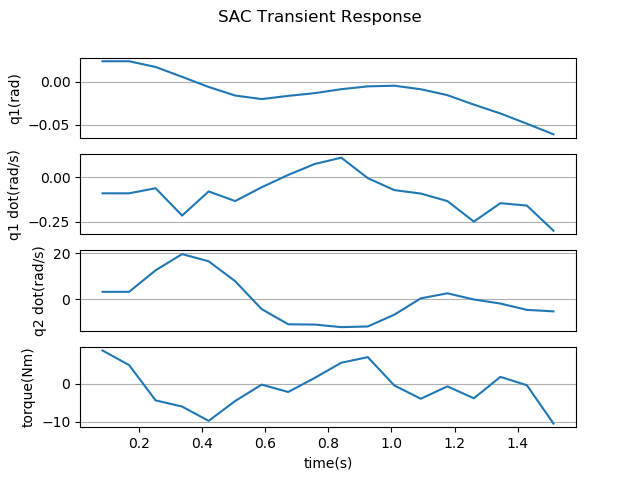 SAC Transient Response
0.00
−0.05
q1(rad)
0.00
−0.25
q1 dot(rad/s)
20
0
q2 dot(rad/s)
0
−10
torque(Nm)
0.2 0.4 0.6 0.8 1.0 1.2 1.4
time(s)